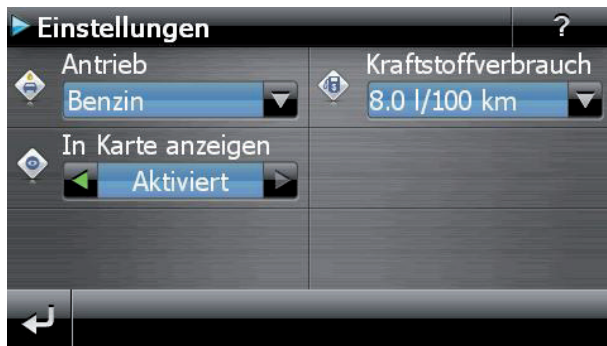 Einstellungen ?
Antrieb
Benzin
Kraftstoffverbrauch
8.0 l/100 km
In Karte anzeigen
Aktiviert